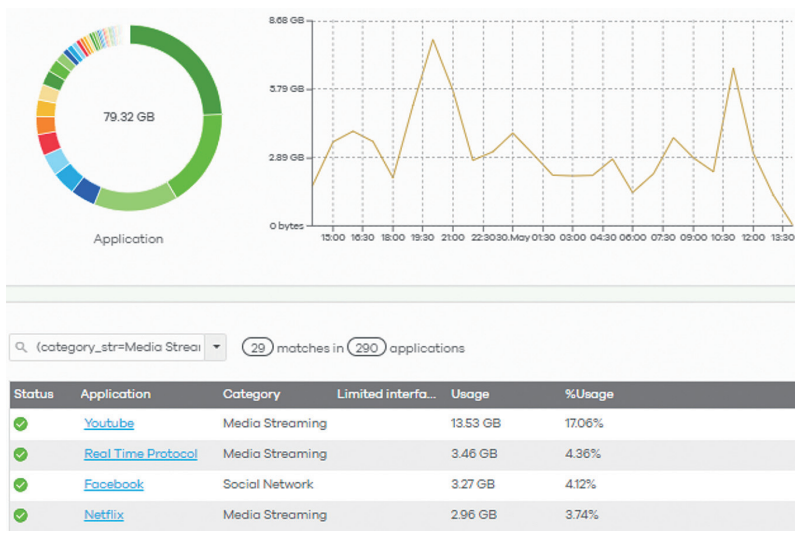 8.68 GB
5.79 GB
2.89 GB
0 bytes
79.32 GB
Application
15:00 16:30 18:00 19:30 21:00 22:30 30. May 01:30 03:00 04:30 06:00 07:30 09:00 10:30 12:00 13:30
(category_str=Media Strea 29 matches in 290 applications
Status Application Category Limited interfa... Usage %Usage
Youtube Media Streaming 13.53 GB 17.06%
Real Time Protocol Media Streaming 3.46 GB 4.36%
Facebook Social Network 3.27 GB 4.12%
Netflix Media Streaming 2.96 GB 3.74%